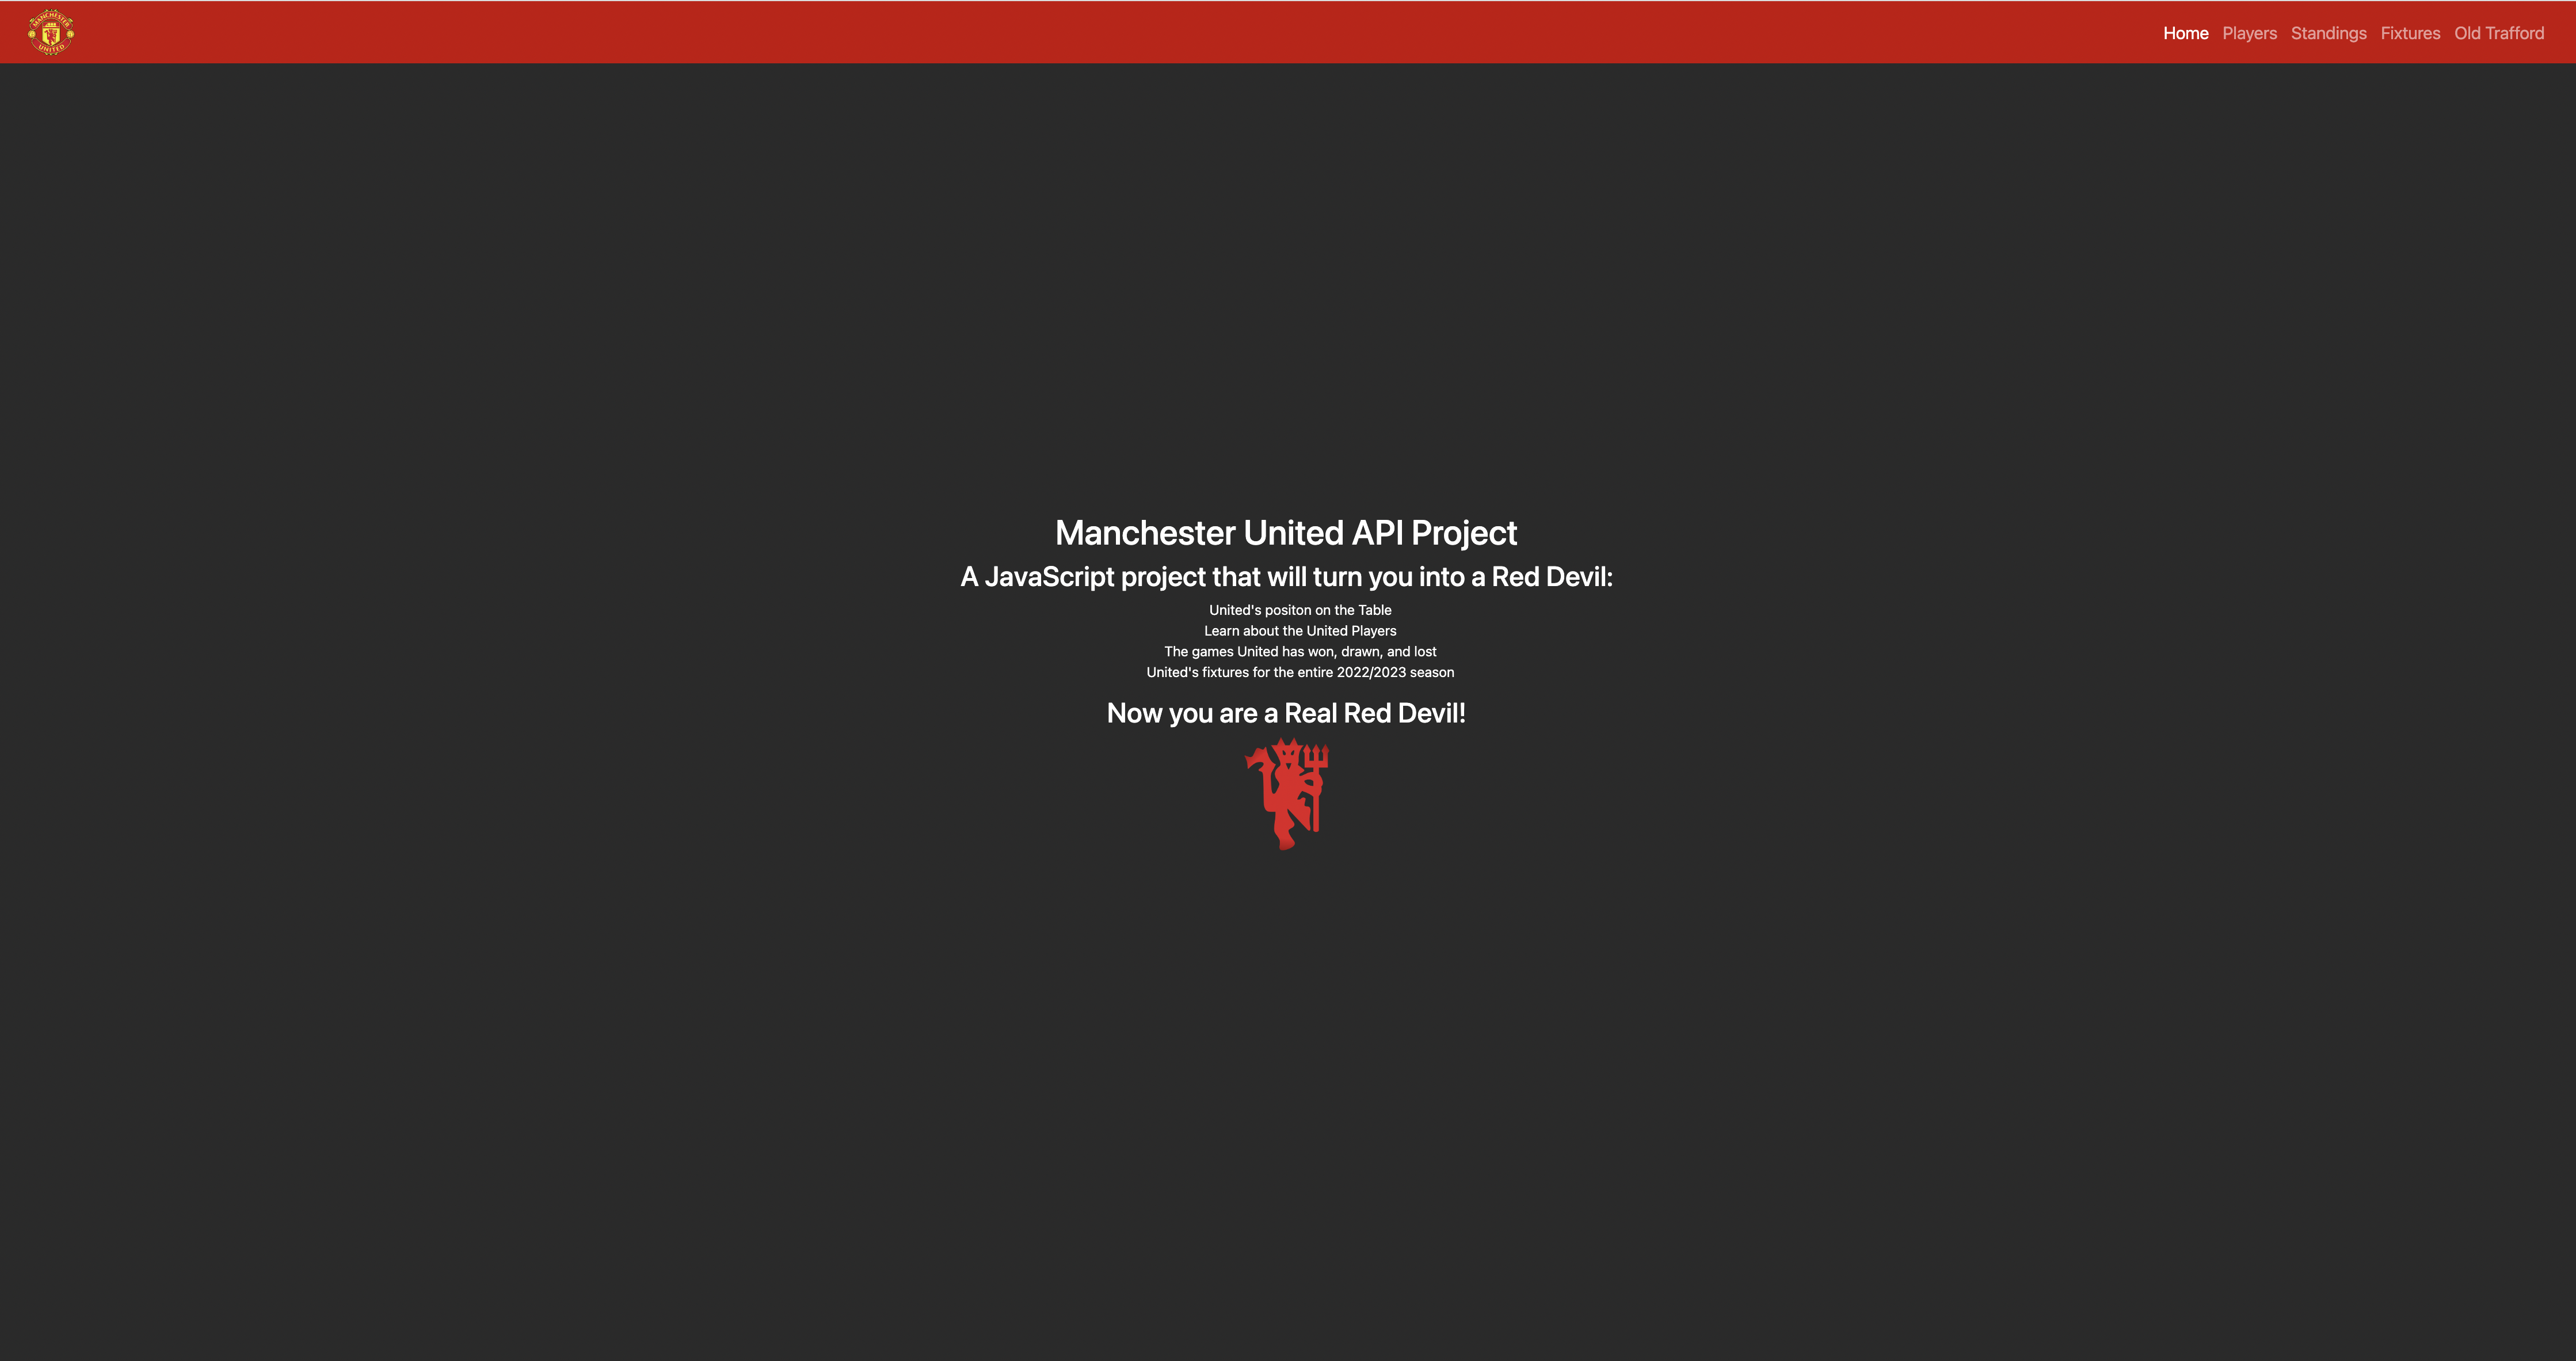 MANCHESTER
UNITED
Home Players Standings Fixtures Old Trafford
Manchester United API Project
A JavaScript project that will turn you into a Red Devil:
United's positon on the Table
Learn about the United Players
The games United has won, drawn, and lost
United's fixtures for the entire 2022/2023 season
Now you are a Real Red Devil!